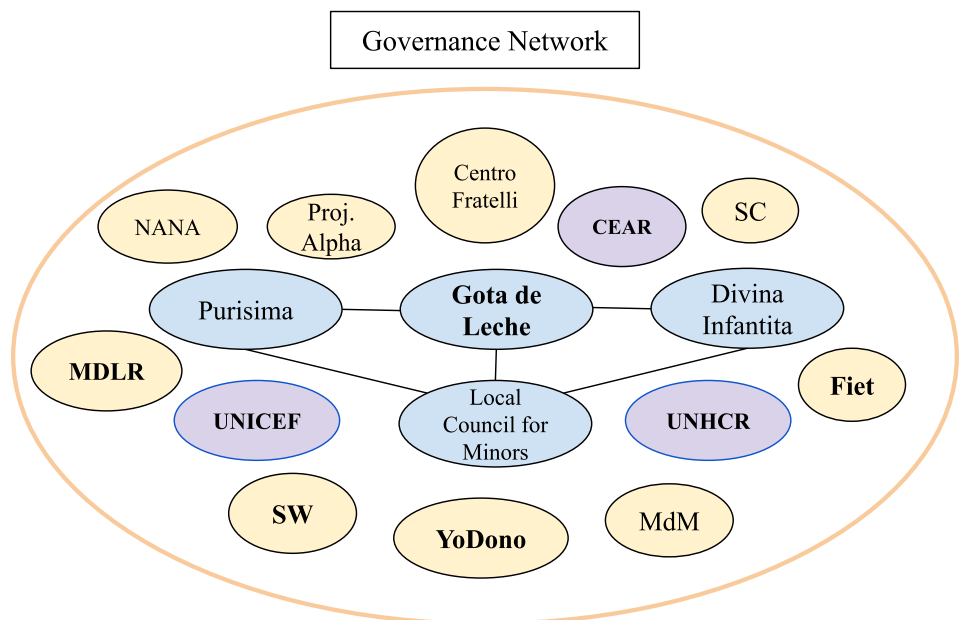 Governance Network
Centro
Fratelli
NANA
Proj.
Alpha
CEAR
SC
Purisima
Gota de
Leche
Divina
Infantita
MDLR
Fiet
UNICEF
Local
Council for
Minors
UNHCR
SW
YoDono
MdM